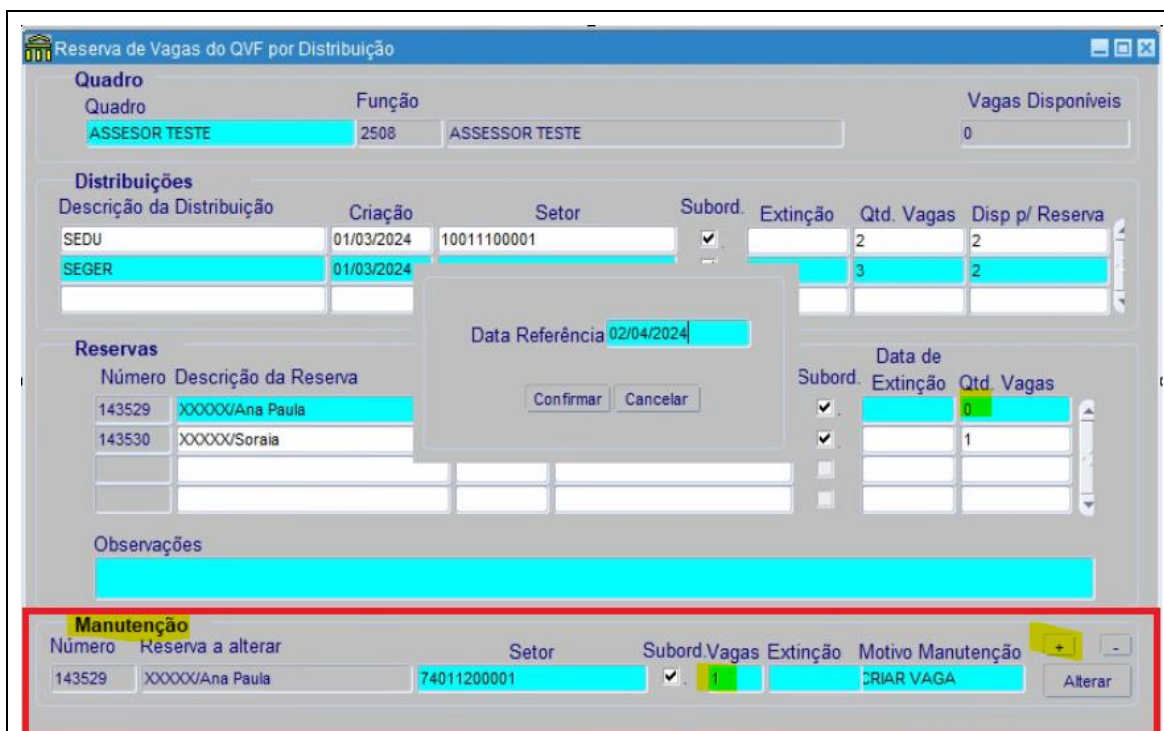 Reserva de Vagas do QVF por Distribuição
Quadro
Quadro Função Vagas Disponíveis
ASSESOR TESTE 2508 ASSESSOR TESTE 0
Distribuições
Descrição da Distribuição Criação Setor Subord. Extinção Qtd. Vagas Disp p/ Reserva
SEDU 01/03/2024 10011100001 2 2
SEGER 01/03/2024 3 2
Data Referência 02/04/2024
Confirmar Cancelar
Reservas
Número Descrição da Reserva Subord. Data de Extinção Qtd. Vagas
143529 XXXXX/Ana Paula 0
143530 XXXXX/Soraia 1
Observações
Manutenção
Número Reserva a alterar Setor Subord. Vagas Extinção Motivo Manutenção + -
143529 XXXXX/Ana Paula 74011200001 1 CRIAR VAGA Alterar